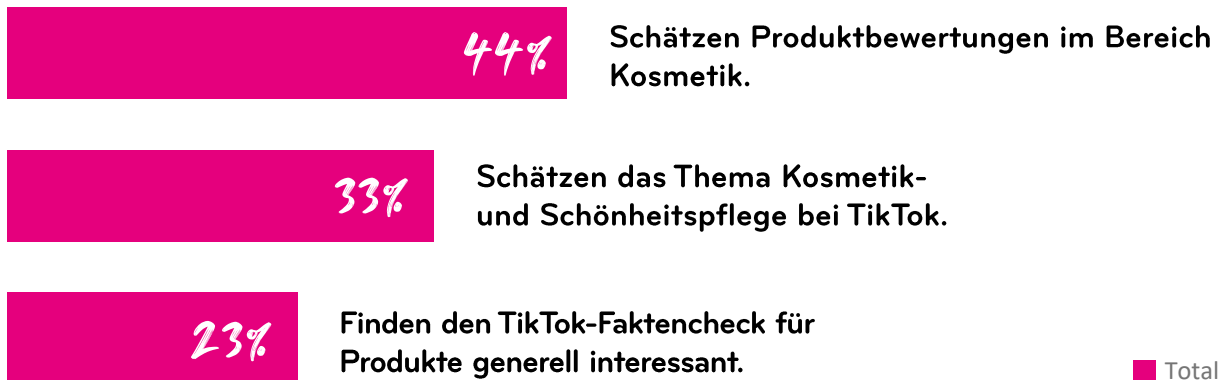 44%
Schätzen Produktbewertungen im Bereich
Kosmetik.
33%
Schätzen das Thema Kosmetik-
und Schönheitspflege bei TikTok.
23%
Finden den TikTok-Faktencheck für
Produkte generell interessant.
Total